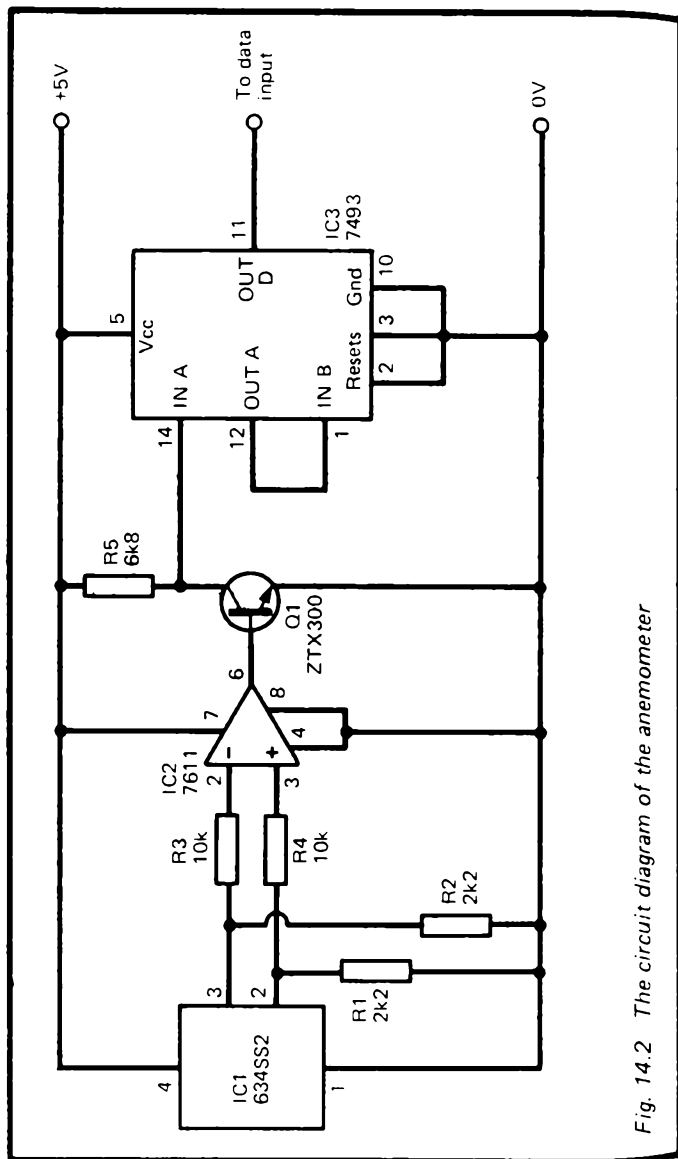 +5V
To data
input
0V
5
Vcc
IN A
14
OUT A
12
IN B
1
OUT
D
11
IC3
7493
Resets
Gnd
2
3
10
R5
6k8
Q1
ZTX300
6
7
8
4
IC2
7611
2
-
+
3
R3
10k
R4
10k
R2
2k2
R1
2k2
3
2
4
IC1
634SS2
1
Fig. 14.2 The circuit diagram of the anemometer